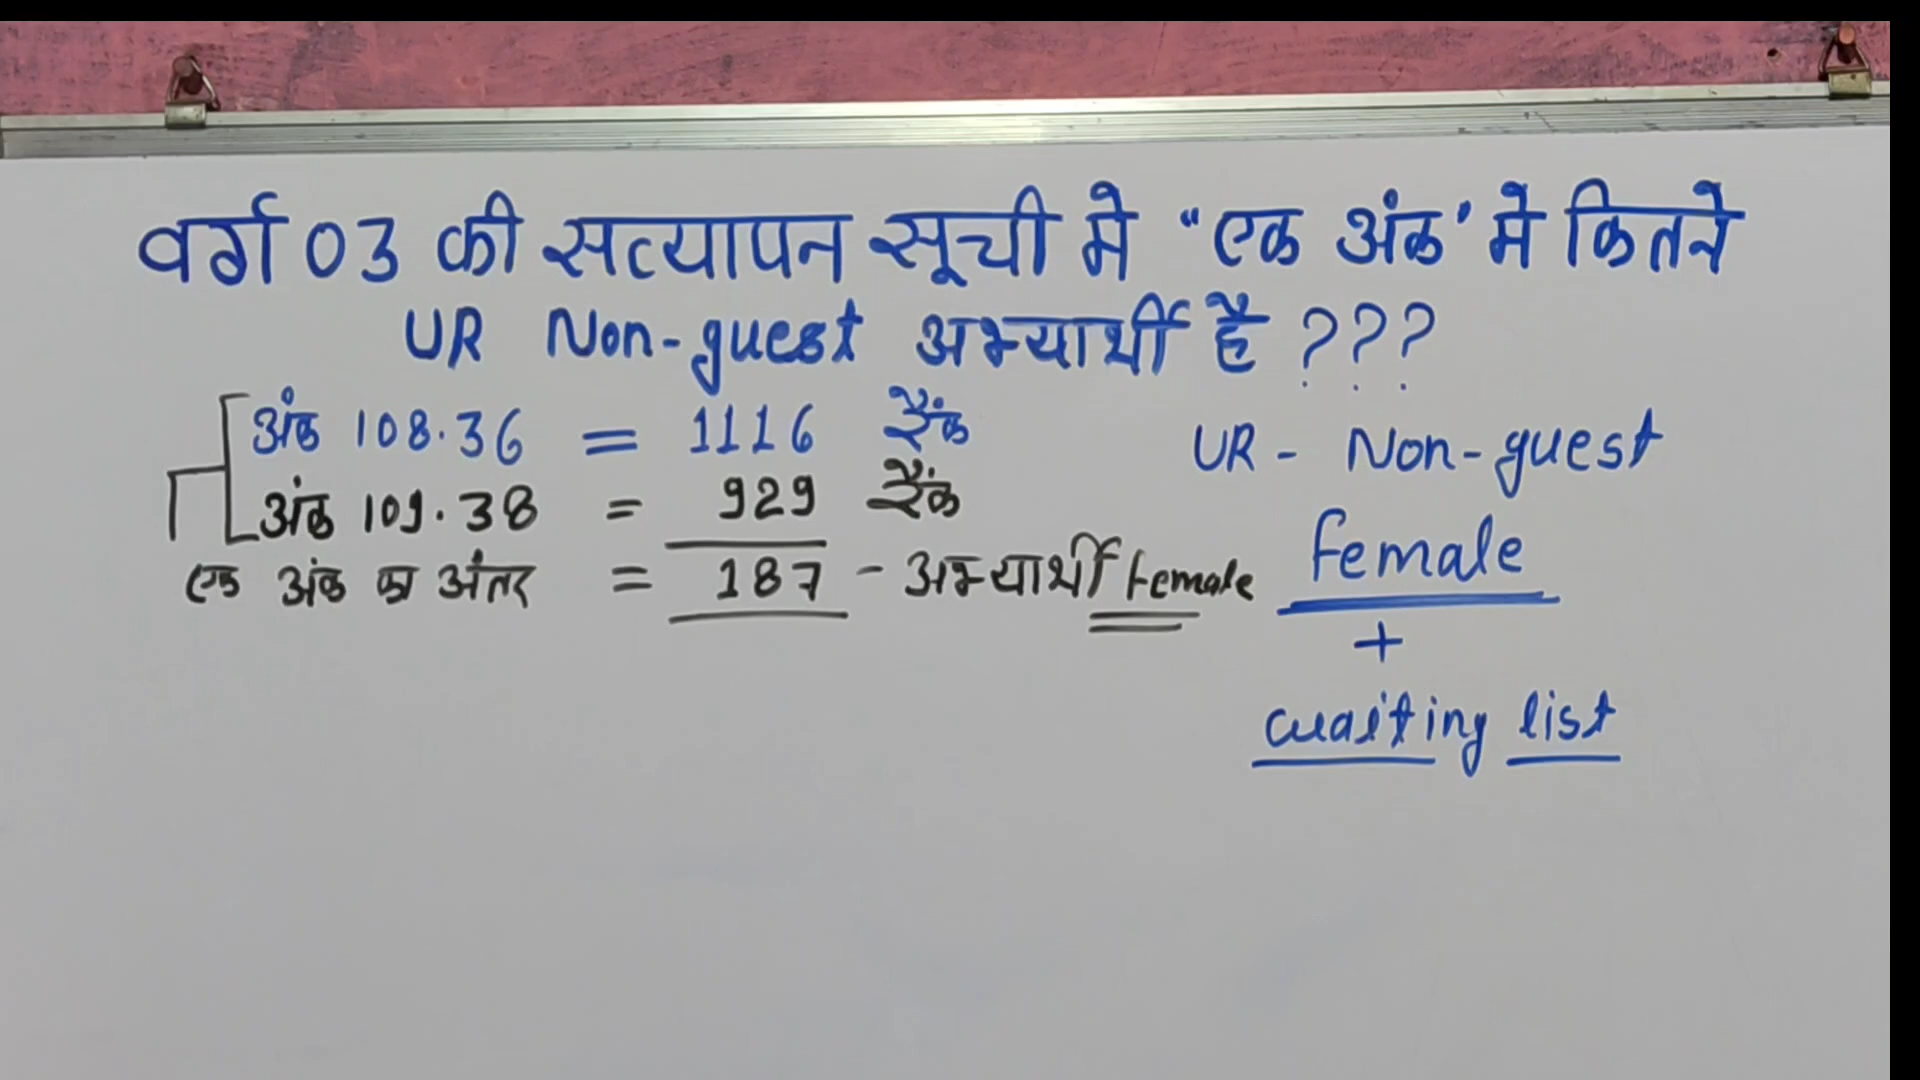 वर्ग 03 की सत्यापन सूची मे "एक अंक" मे कितने
UR Non-guest अभ्यार्थी है ???
अंक 108.36 = 1116 रैंक
अंक 109.38 = 929 रैंक
एक अंक का अंतर = 187 - अभ्यार्थी female
UR - Non-guest
female
+
waiting list